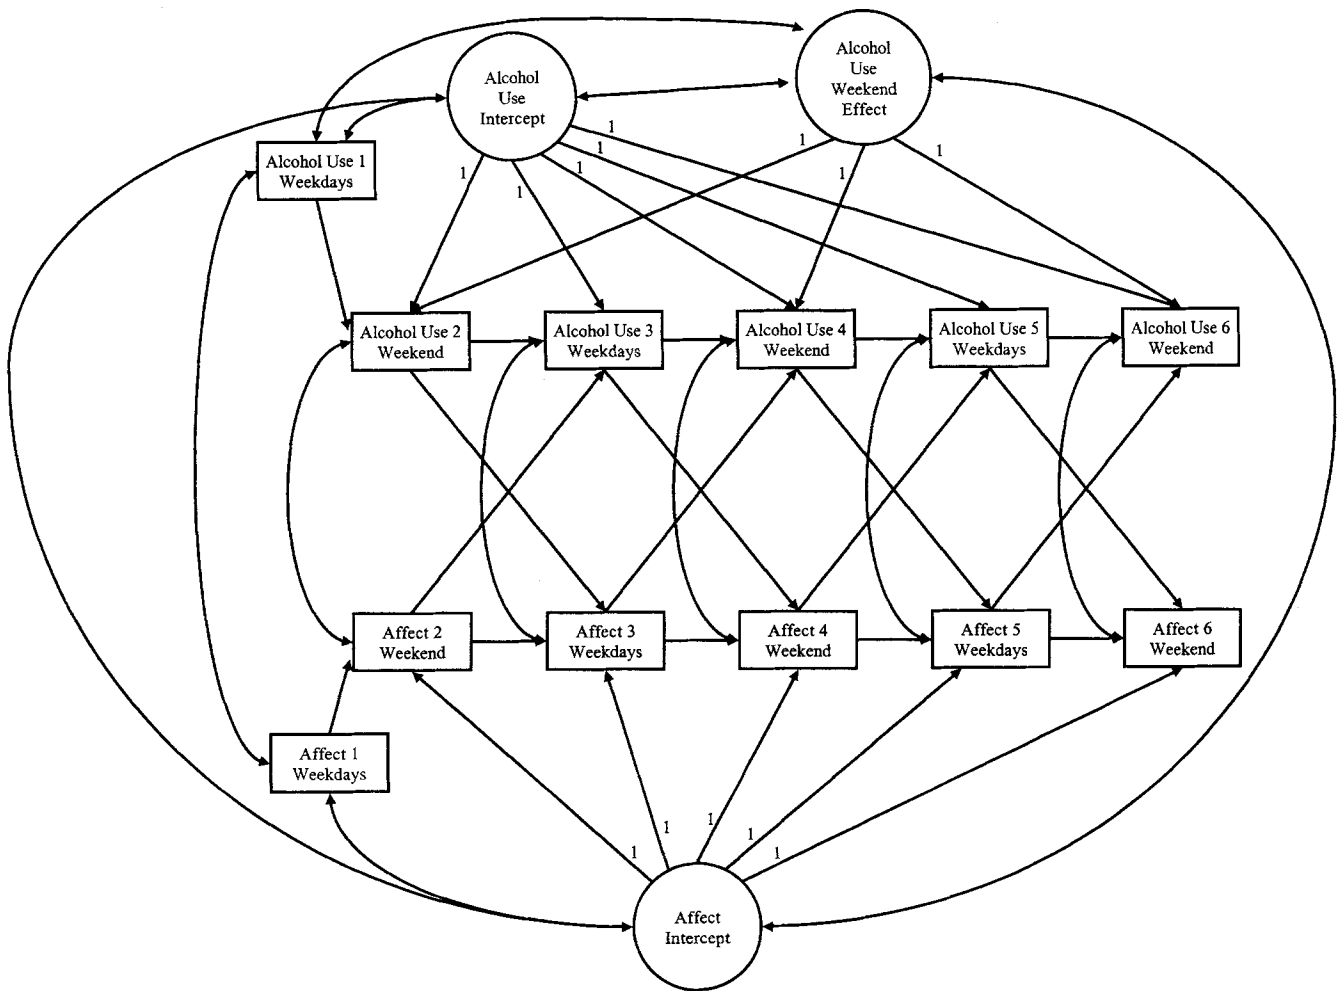 Alcohol
Use
Weekend
Effect
Alcohol
Use
Intercept
1
1
1
1
1
1
1
1
Alcohol Use 1
Weekdays
Alcohol Use 2
Weekend
Alcohol Use 3
Weekdays
Alcohol Use 4
Weekend
Alcohol Use 5
Weekdays
Alcohol Use 6
Weekend
Affect 2
Weekend
Affect 3
Weekdays
Affect 4
Weekend
Affect 5
Weekdays
Affect 6
Weekend
Affect 1
Weekdays
1
1
1
1
1
Affect
Intercept